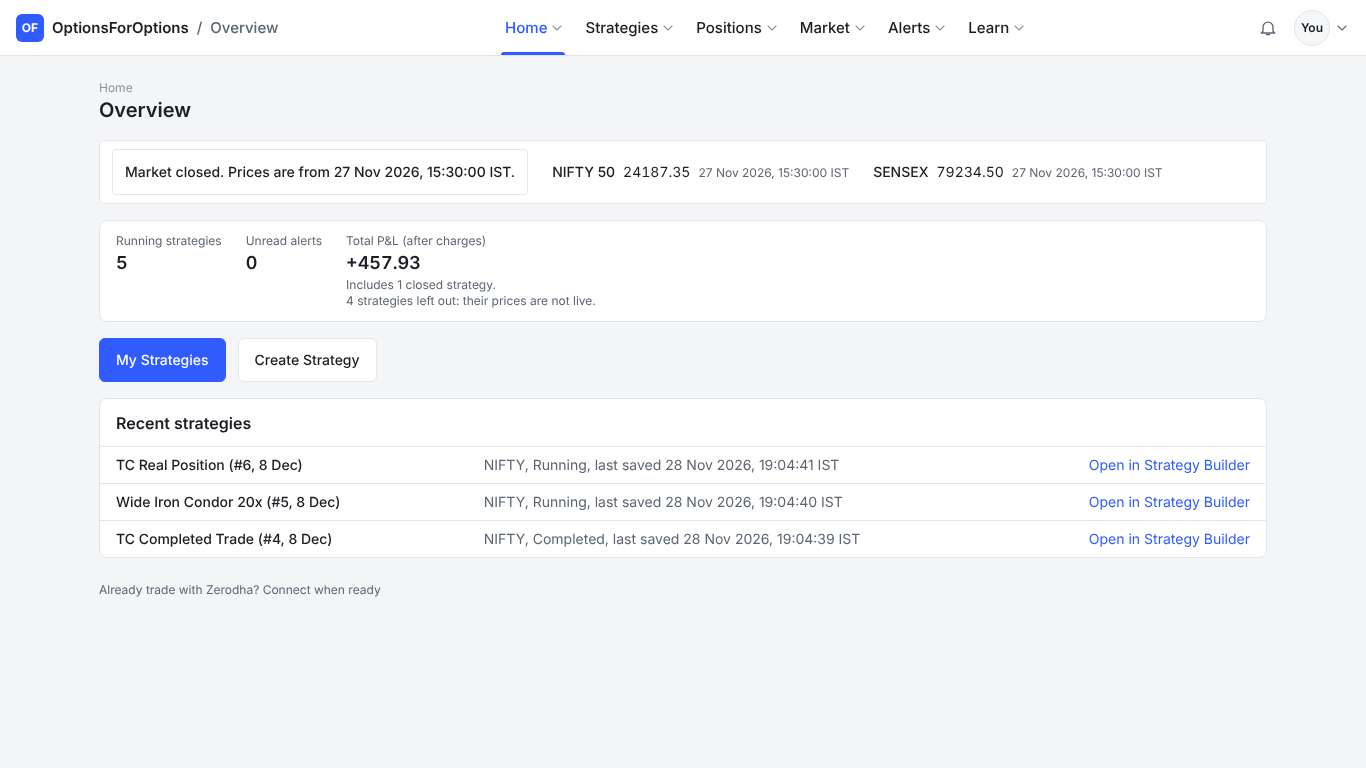 OF OptionsForOptions / Overview Home Strategies Positions Market Alerts Learn You
Home
Overview
Market closed. Prices are from 27 Nov 2026, 15:30:00 IST. NIFTY 50 24187.35 27 Nov 2026, 15:30:00 IST SENSEX 79234.50 27 Nov 2026, 15:30:00 IST
Running strategies Unread alerts Total P&L (after charges)
5 0 +457.93
Includes 1 closed strategy.
4 strategies left out: their prices are not live.
My Strategies Create Strategy
Recent strategies
TC Real Position (#6, 8 Dec) NIFTY, Running, last saved 28 Nov 2026, 19:04:41 IST Open in Strategy Builder
Wide Iron Condor 20x (#5, 8 Dec) NIFTY, Running, last saved 28 Nov 2026, 19:04:40 IST Open in Strategy Builder
TC Completed Trade (#4, 8 Dec) NIFTY, Completed, last saved 28 Nov 2026, 19:04:39 IST Open in Strategy Builder
Already trade with Zerodha? Connect when ready